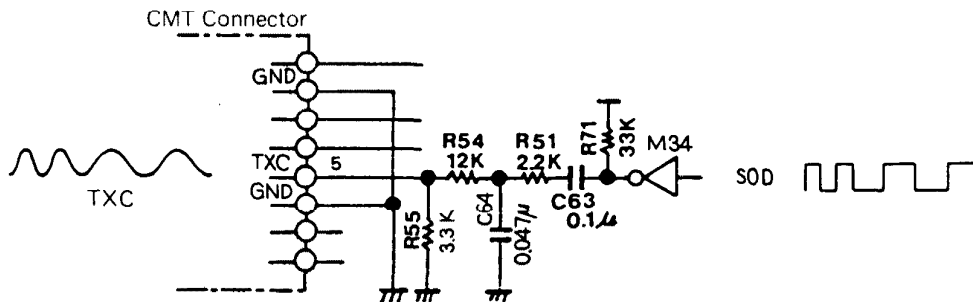 CMT Connector
GND
TXC
5
GND
R54
12K
R51
2.2K
R71
33K
M34
C63
0.1μ
R55
3.3K
C64
0.047μ
SOD
TXC